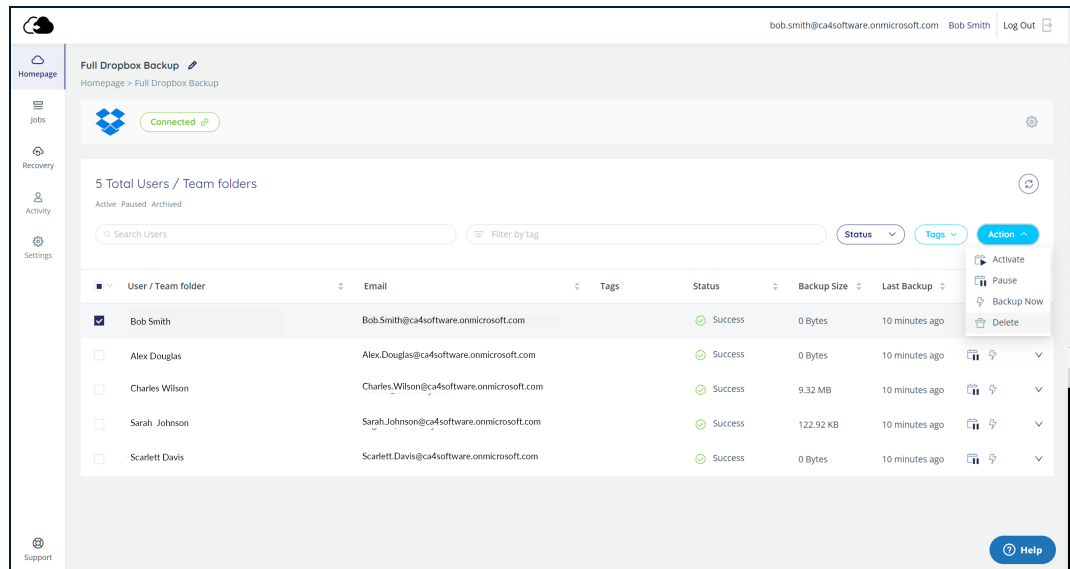 bob.smith@ca4software.onmicrosoft.com Bob Smith Log Out
Homepage
Jobs
Recovery
Activity
Settings
Support
Full Dropbox Backup
Homepage > Full Dropbox Backup
Connected
5 Total Users / Team folders
Active Paused Archived
Search Users Filter by tag Status Tags Action
Activate
Pause
Backup Now
Delete
User / Team folder Email Tags Status Backup Size Last Backup
Bob Smith Bob.Smith@ca4software.onmicrosoft.com Success 0 Bytes 10 minutes ago
Alex Douglas Alex.Douglas@ca4software.onmicrosoft.com Success 0 Bytes 10 minutes ago
Charles Wilson Charles.Wilson@ca4software.onmicrosoft.com Success 9.32 MB 10 minutes ago
Sarah Johnson Sarah.Johnson@ca4software.onmicrosoft.com Success 122.92 KB 10 minutes ago
Scarlett Davis Scarlett.Davis@ca4software.onmicrosoft.com Success 0 Bytes 10 minutes ago
Help